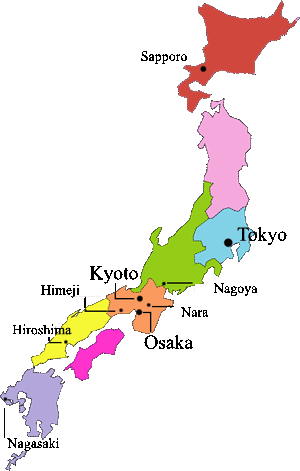 Sapporo
Tokyo
Kyoto
Himeji
Nagoya
Nara
Hiroshima
Osaka
Nagasaki